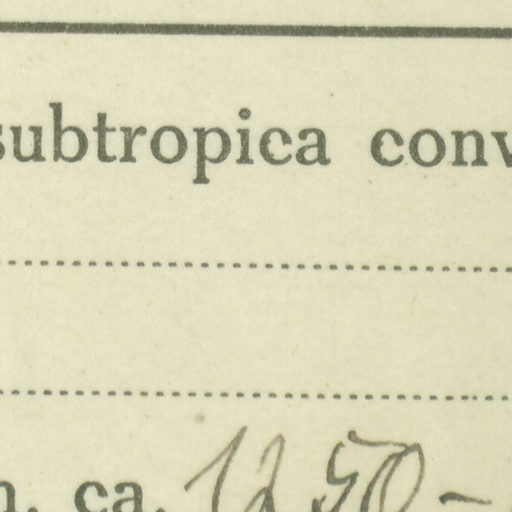 subtropica conv
n. ca. 1250-